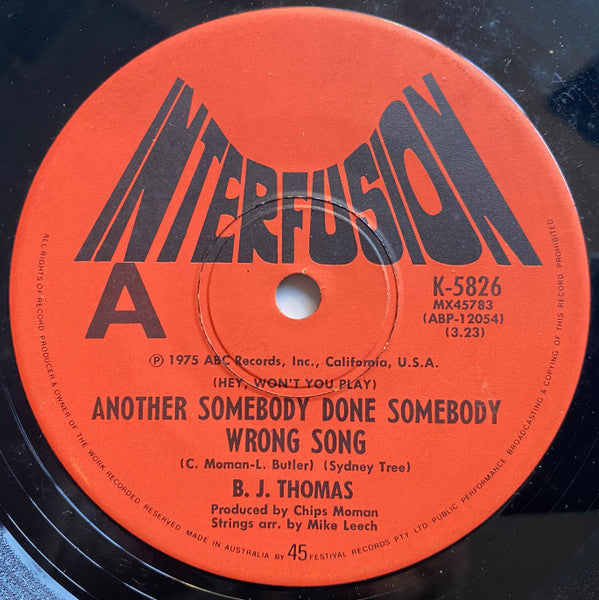 INTERFUSION
A
K-5826
MX45783
(ABP-12054)
(3.23)
℗ 1975 ABC Records, Inc., California, U.S.A.
(HEY, WON'T YOU PLAY)
ANOTHER SOMEBODY DONE SOMEBODY
WRONG SONG
(C. Moman-L. Butler) (Sydney Tree)
B. J. THOMAS
Produced by Chips Moman
Strings arr. by Mike Leech
ALL RIGHTS OF RECORD PRODUCER & OWNER OF THE WORK RECORDED RESERVED MADE IN AUSTRALIA BY 45 FESTIVAL RECORDS PTY LTD PUBLIC PERFORMANCE BROADCASTING & COPYING OF THIS RECORD PROHIBITED